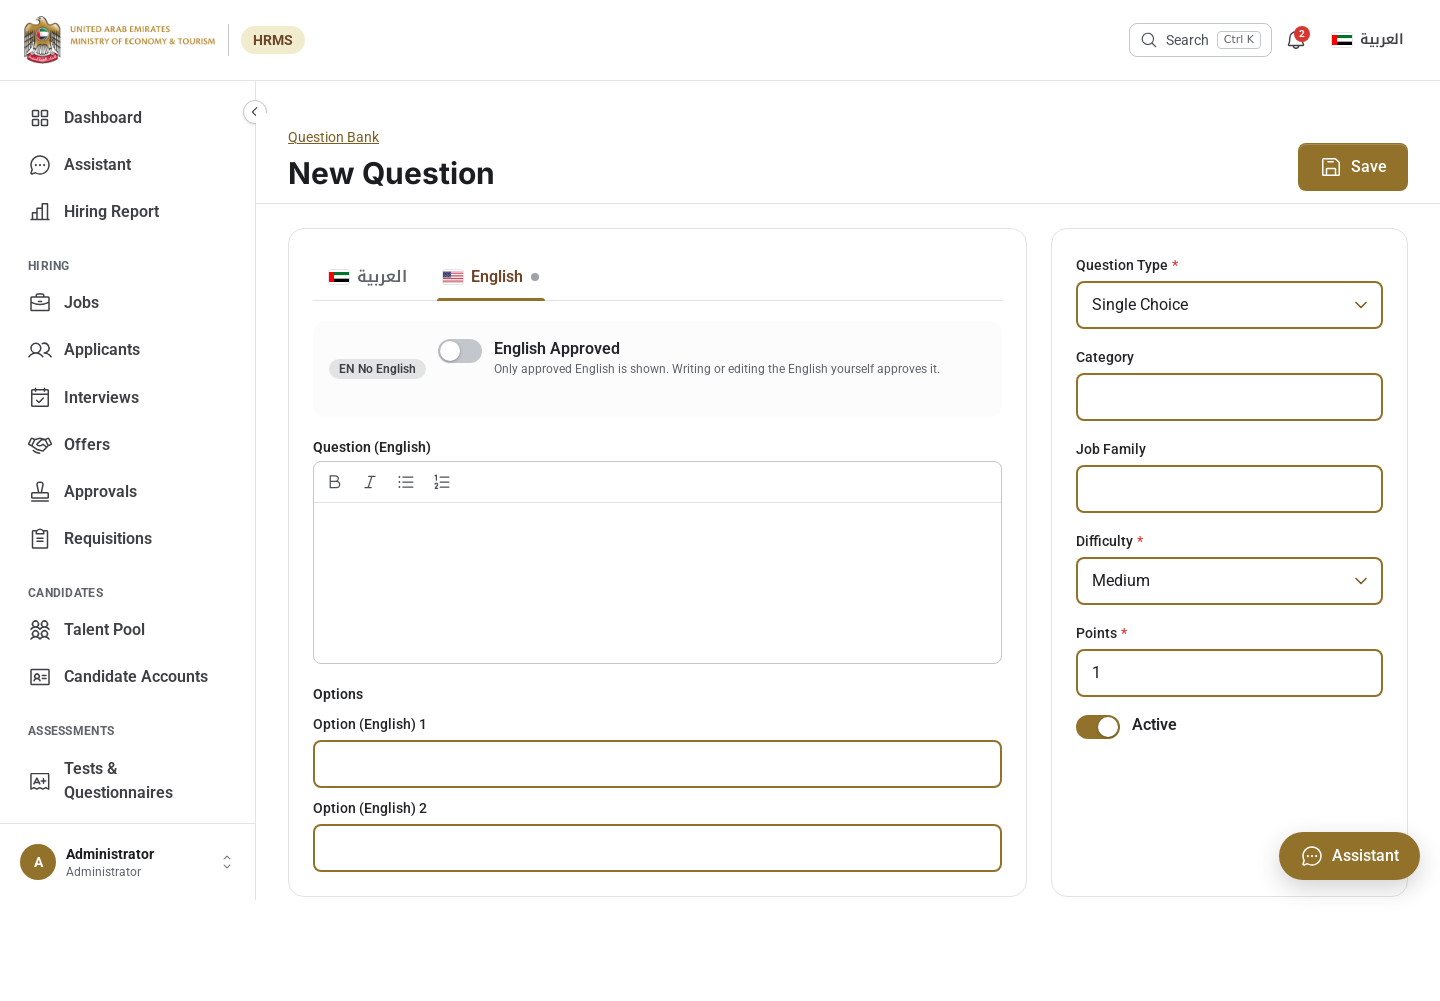 UNITED ARAB EMIRATES
MINISTRY OF ECONOMY & TOURISM
HRMS
Search Ctrl K
2
العربية
Dashboard
Assistant
Hiring Report
HIRING
Jobs
Applicants
Interviews
Offers
Approvals
Requisitions
CANDIDATES
Talent Pool
Candidate Accounts
ASSESSMENTS
Tests &
Questionnaires
A
Administrator
Administrator
Question Bank
New Question
Save
العربية
English
EN No English
English Approved
Only approved English is shown. Writing or editing the English yourself approves it.
Question (English)
Options
Option (English) 1
Option (English) 2
Question Type *
Single Choice
Category
Job Family
Difficulty *
Medium
Points *
1
Active
Assistant